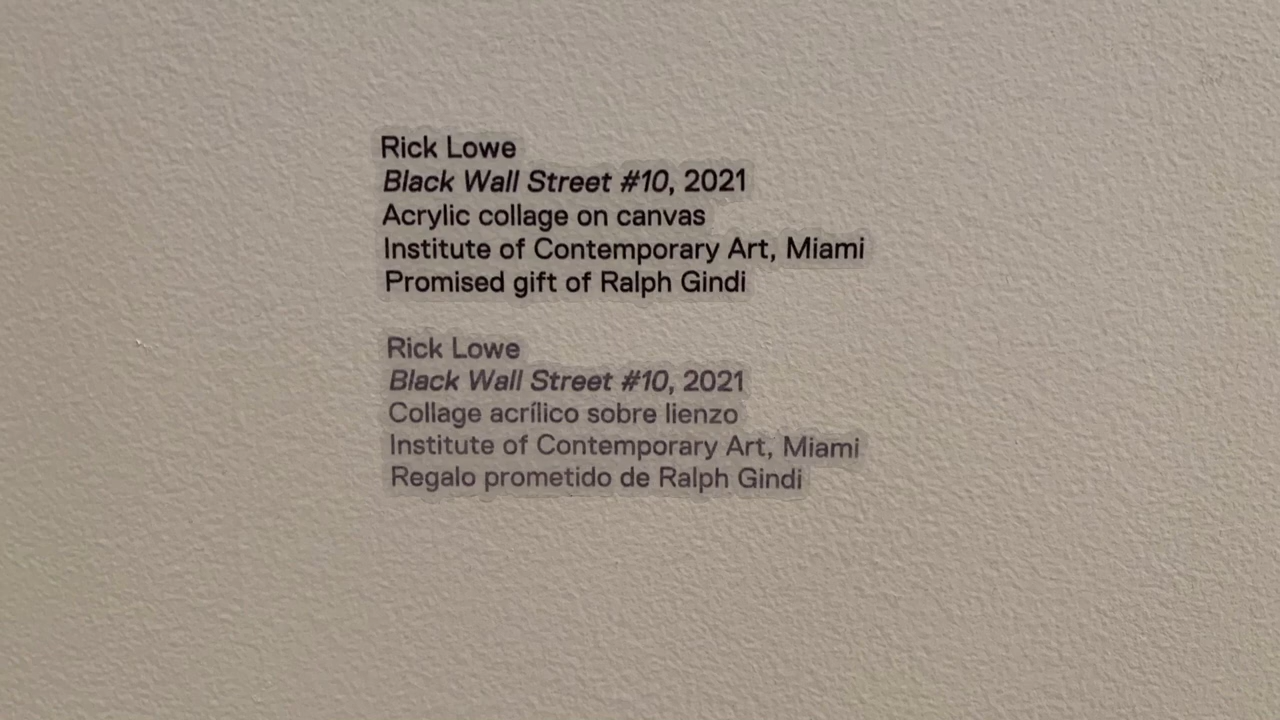 Rick Lowe
Black Wall Street #10, 2021
Acrylic collage on canvas
Institute of Contemporary Art, Miami
Promised gift of Ralph Gindi
Rick Lowe
Black Wall Street #10, 2021
Collage acrílico sobre lienzo
Institute of Contemporary Art, Miami
Regalo prometido de Ralph Gindi